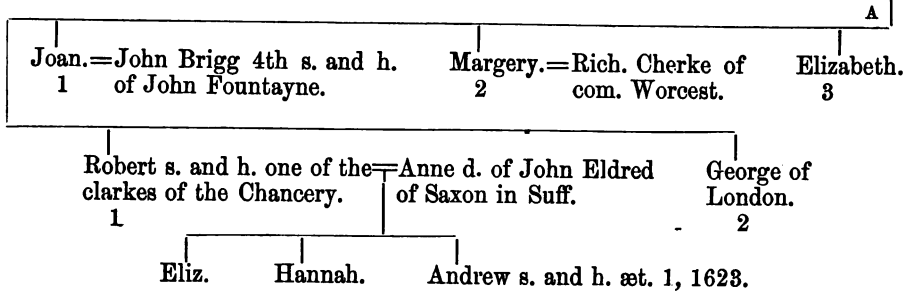 A
Joan.=John Brigg 4th s. and h. of John Fountayne.
1
Margery.=Rich. Cherke of com. Worcest.
2
Elizabeth.
3
Robert s. and h. one of the clarkes of the Chancery.
1
=Anne d. of John Eldred of Saxon in Suff.
George of London.
2
Eliz.
Hannah.
Andrew s. and h. æt. 1, 1623.